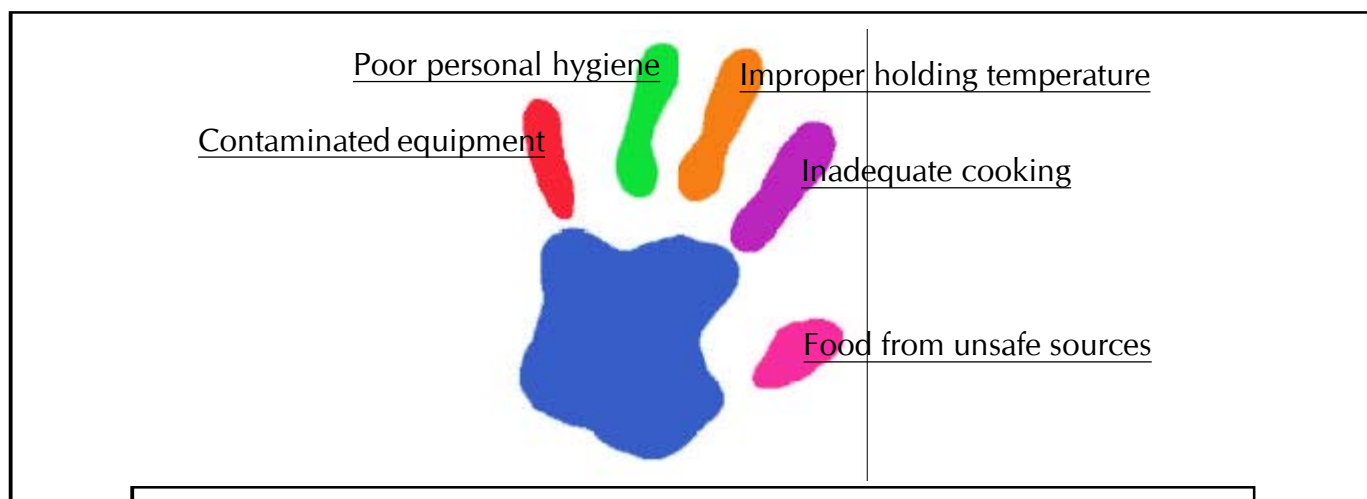 Poor personal hygiene
Improper holding temperature
Contaminated equipment
Inadequate cooking
Food from unsafe sources